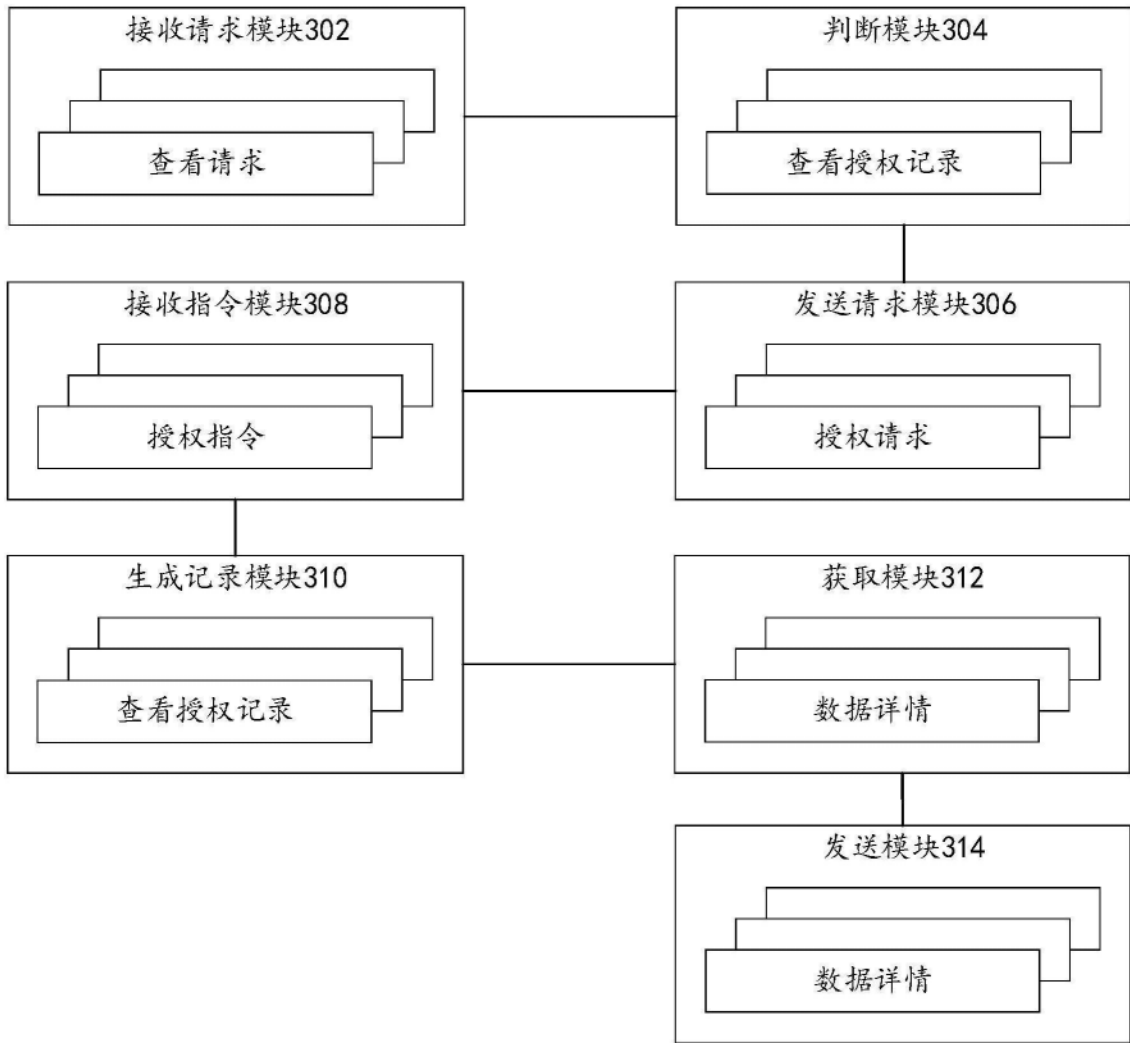 接收请求模块302
查看请求
判断模块304
查看授权记录
接收指令模块308
授权指令
发送请求模块306
授权请求
生成记录模块310
查看授权记录
获取模块312
数据详情
发送模块314
数据详情